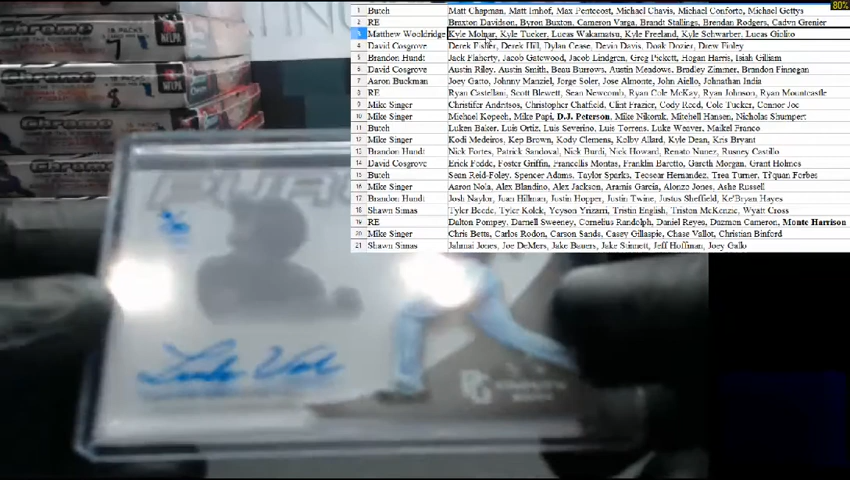 80%
1 Butch Matt Chapman, Matt Imhof, Max Pentecost, Michael Chavis, Michael Conforto, Michael Gettys
2 RE Braxton Davidson, Byron Buxton, Cameron Varga, Brandt Stallings, Brendan Rodgers, Cadyn Grenier
3 Matthew Wooldridge Kyle Molnar, Kyle Tucker, Lucas Wakamatsu, Kyle Freeland, Kyle Schwarber, Lucas Giolito
4 David Cosgrove Derek Fisher, Derek Hill, Dylan Cease, Devin Davis, Doak Dozier, Drew Finley
5 Brandon Hundt Jack Flaherty, Jacob Gatewood, Jacob Lindgren, Greg Pickett, Hogan Harris, Isiah Gilliam
6 David Cosgrove Austin Riley, Austin Smith, Beau Burrows, Austin Meadows, Bradley Zimmer, Brandon Finnegan
7 Aaron Buckman Joey Gatto, Johnny Manziel, Jorge Soler, Jose Almonte, John Aiello, Johnathan India
8 RE Ryan Castellani, Scott Blewett, Sean Newcomb, Ryan Cole McKay, Ryan Johnson, Ryan Mountcastle
9 Mike Singer Christifer Andritsos, Christopher Chatfield, Clint Frazier, Cody Reed, Cole Tucker, Connor Joe
10 Mike Singer Michael Kopech, Mike Papi, D.J. Peterson, Mike Nikorak, Mitchell Hansen, Nicholas Shumpert
11 Butch Luken Baker, Luis Ortiz, Luis Severino, Luis Torrens, Luke Weaver, Maikel Franco
12 Mike Singer Kodi Medeiros, Kep Brown, Kody Clemens, Kolby Allard, Kyle Dean, Kris Bryant
13 Brandon Hundt Nick Fortes, Patrick Sandoval, Nick Burdi, Nick Howard, Renato Nunez, Rusney Castillo
14 David Cosgrove Erick Fedde, Foster Griffin, Francellis Montas, Franklin Barreto, Gareth Morgan, Grant Holmes
15 Butch Sean Reid-Foley, Spencer Adams, Taylor Sparks, Teoscar Hernandez, Trea Turner, Ti'quan Forbes
16 Mike Singer Aaron Nola, Alex Blandino, Alex Jackson, Aramis Garcia, Alonzo Jones, Ashe Russell
17 Brandon Hundt Josh Naylor, Juan Hillman, Justin Hopper, Justin Twine, Justus Sheffield, Ke'Bryan Hayes
18 Shawn Simas Tyler Beede, Tyler Kolek, Yeyson Yrizarri, Tristin English, Triston McKenzie, Wyatt Cross
19 RE Dalton Pompey, Darnell Sweeney, Cornelius Randolph, Daniel Reyes, Dazmon Cameron, Monte Harrison
20 Mike Singer Chris Betts, Carlos Rodon, Carson Sands, Casey Gillaspie, Chase Vallot, Christian Binford
21 Shawn Simas Jalmai Jones, Joe DeMers, Jake Bauers, Jake Stinnett, Jeff Hoffman, Joey Gallo
18 PACKS
Chrome
Chrome
Chrome
PG